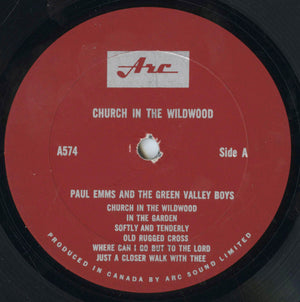 Arc
CHURCH IN THE WILDWOOD
A574
Side A
PAUL EMMS AND THE GREEN VALLEY BOYS
CHURCH IN THE WILDWOOD
IN THE GARDEN
SOFTLY AND TENDERLY
OLD RUGGED CROSS
WHERE CAN I GO BUT TO THE LORD
JUST A CLOSER WALK WITH THEE
PRODUCED IN CANADA BY ARC SOUND LIMITED